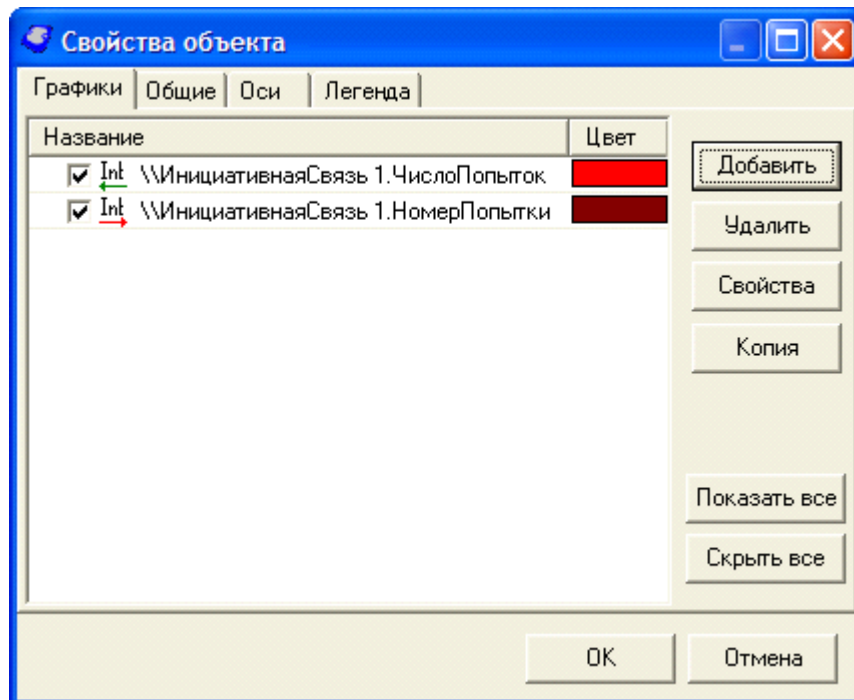 Свойства объекта
Графики Общие Оси Легенда
Название Цвет
Int \\ИнициативнаяСвязь 1.ЧислоПопыток
Int \\ИнициативнаяСвязь 1.НомерПопытки
Добавить
Удалить
Свойства
Копия
Показать все
Скрыть все
OK Отмена